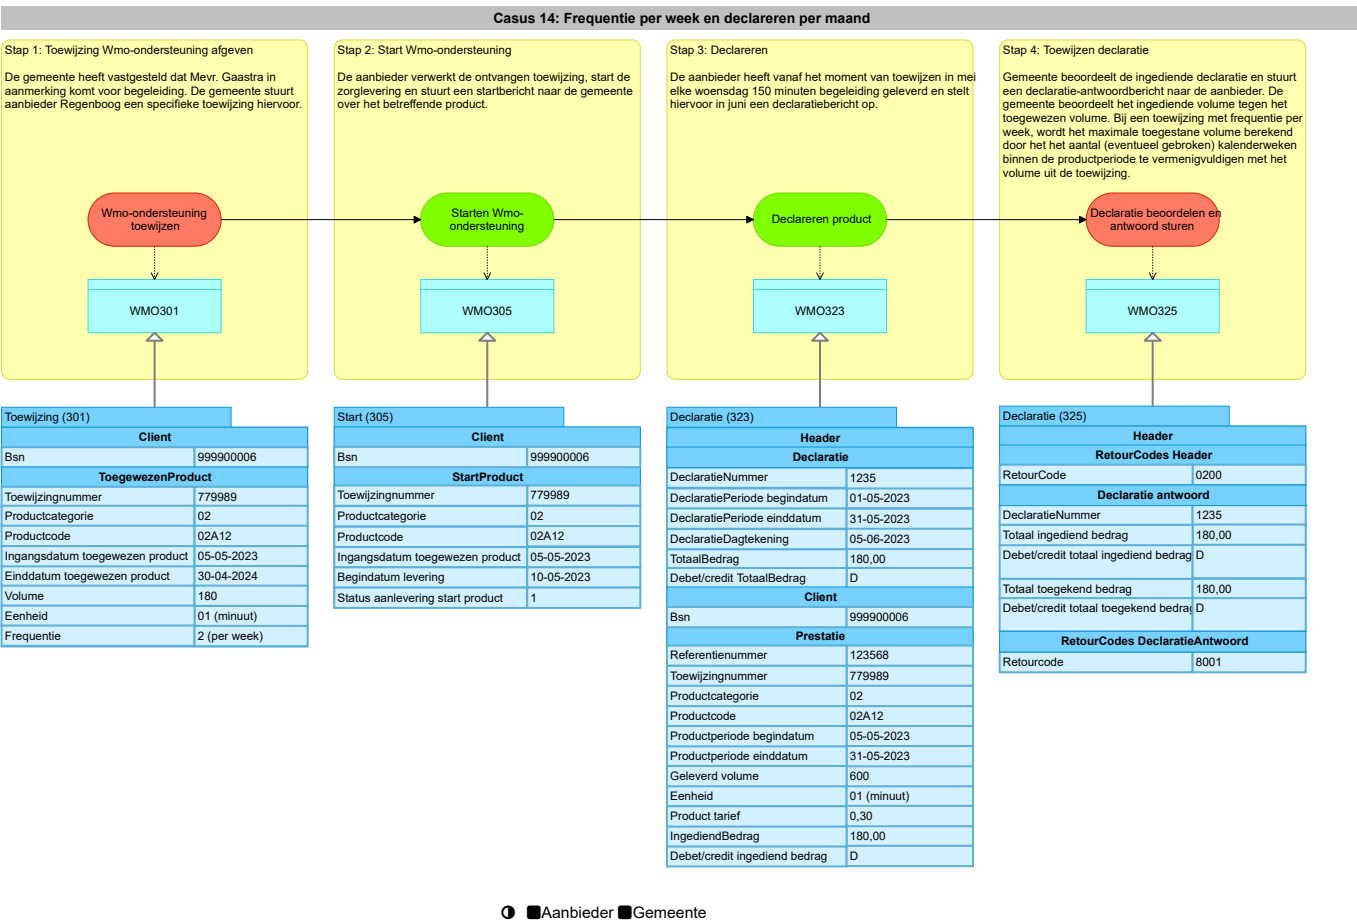 Casus 14: Frequentie per week en declareren per maand
Stap 1: Toewijzing Wmo-ondersteuning afgeven
De gemeente heeft vastgesteld dat Mevr. Gaastra in
aanmerking komt voor begeleiding. De gemeente stuurt
aanbieder Regenboog een specifieke toewijzing hiervoor.
Wmo-ondersteuning
toewijzen
WMO301
Stap 2: Start Wmo-ondersteuning
De aanbieder verwerkt de ontvangen toewijzing, start de
zorglevering en stuurt een startbericht naar de gemeente
over het betreffende product.
Starten Wmo-
ondersteuning
WMO305
Stap 3: Declareren
De aanbieder heeft vanaf het moment van toewijzen in mei
elke woensdag 150 minuten begeleiding geleverd en stelt
hiervoor in juni een declaratiebericht op.
Declareren product
WMO323
Stap 4: Toewijzen declaratie
Gemeente beoordeelt de ingediende declaratie en stuurt
een declaratie-antwoordbericht naar de aanbieder. De
gemeente beoordeelt het ingediende volume tegen het
toegewezen volume. Bij een toewijzing met frequentie per
week, wordt het maximale toegestane volume berekend
door het het aantal (eventueel gebroken) kalenderweken
binnen de productperiode te vermenigvuldigen met het
volume uit de toewijzing.
Declaratie beoordelen en
antwoord sturen
WMO325
Toewijzing (301)
Client
Bsn 999900006
ToegewezenProduct
Toewijzingnummer 779989
Productcategorie 02
Productcode 02A12
Ingangsdatum toegewezen product 05-05-2023
Einddatum toegewezen product 30-04-2024
Volume 180
Eenheid 01 (minuut)
Frequentie 2 (per week)
Start (305)
Client
Bsn 999900006
StartProduct
Toewijzingnummer 779989
Productcategorie 02
Productcode 02A12
Ingangsdatum toegewezen product 05-05-2023
Begindatum levering 10-05-2023
Status aanlevering start product 1
Declaratie (323)
Header
Declaratie
DeclaratieNummer 1235
DeclaratiePeriode begindatum 01-05-2023
DeclaratiePeriode einddatum 31-05-2023
DeclaratieDagtekening 05-06-2023
TotaalBedrag 180,00
Debet/credit TotaalBedrag D
Client
Bsn 999900006
Prestatie
Referentienummer 123568
Toewijzingnummer 779989
Productcategorie 02
Productcode 02A12
Productperiode begindatum 05-05-2023
Productperiode einddatum 31-05-2023
Geleverd volume 600
Eenheid 01 (minuut)
Product tarief 0,30
IngediendBedrag 180,00
Debet/credit ingediend bedrag D
Declaratie (325)
Header
RetourCodes Header
RetourCode 0200
Declaratie antwoord
DeclaratieNummer 1235
Totaal ingediend bedrag 180,00
Debet/credit totaal ingediend bedrag D
Totaal toegekend bedrag 180,00
Debet/credit totaal toegekend bedrag D
RetourCodes DeclaratieAntwoord
Retourcode 8001
Aanbieder Gemeente